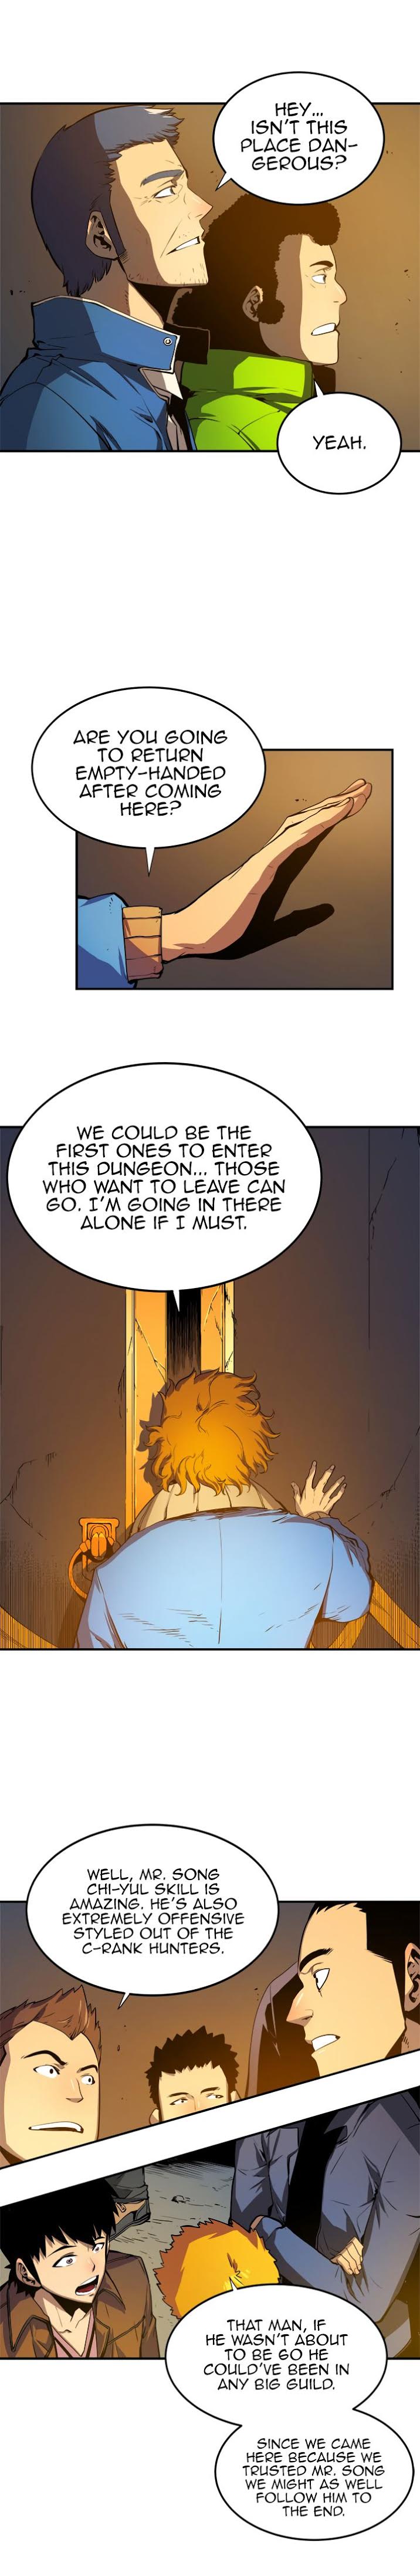 HEY...
ISN'T THIS
PLACE DAN-
GEROUS?
YEAH.
ARE YOU GOING
TO RETURN
EMPTY-HANDED
AFTER COMING
HERE?
WE COULD BE THE
FIRST ONES TO ENTER
THIS DUNGEON... THOSE
WHO WANT TO LEAVE CAN
GO. I'M GOING IN THERE
ALONE IF I MUST.
WELL, MR. SONG
CHI-YUL SKILL IS
AMAZING. HE'S ALSO
EXTREMELY OFFENSIVE
STYLED OUT OF THE
C-RANK HUNTERS.
THAT MAN, IF
HE WASN'T ABOUT
TO BE 60 HE
COULD'VE BEEN IN
ANY BIG GUILD.
SINCE WE CAME
HERE BECAUSE WE
TRUSTED MR. SONG
WE MIGHT AS WELL
FOLLOW HIM TO
THE END.